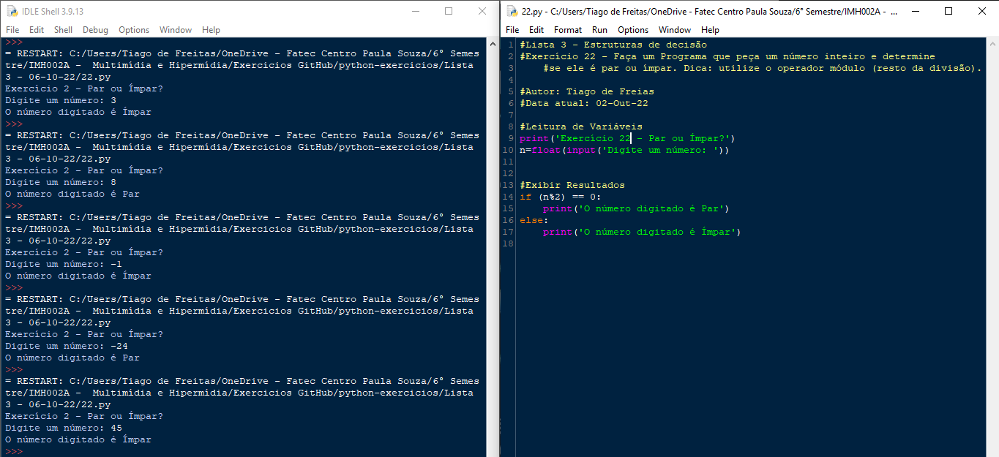 IDLE Shell 3.9.13
File Edit Shell Debug Options Window Help
>>>
= RESTART: C:/Users/Tiago de Freitas/OneDrive - Fatec Centro Paula Souza/6° Semes
tre/IMH002A -  Multimídia e Hipermídia/Exercicios GitHub/python-exercicios/Lista
3 - 06-10-22/22.py
Exercício 2 - Par ou Ímpar?
Digite um número: 3
O número digitado é Ímpar
>>>
= RESTART: C:/Users/Tiago de Freitas/OneDrive - Fatec Centro Paula Souza/6° Semes
tre/IMH002A -  Multimídia e Hipermídia/Exercicios GitHub/python-exercicios/Lista
3 - 06-10-22/22.py
Exercício 2 - Par ou Ímpar?
Digite um número: 8
O número digitado é Par
>>>
= RESTART: C:/Users/Tiago de Freitas/OneDrive - Fatec Centro Paula Souza/6° Semes
tre/IMH002A -  Multimídia e Hipermídia/Exercicios GitHub/python-exercicios/Lista
3 - 06-10-22/22.py
Exercício 2 - Par ou Ímpar?
Digite um número: -1
O número digitado é Ímpar
>>>
= RESTART: C:/Users/Tiago de Freitas/OneDrive - Fatec Centro Paula Souza/6° Semes
tre/IMH002A -  Multimídia e Hipermídia/Exercicios GitHub/python-exercicios/Lista
3 - 06-10-22/22.py
Exercício 2 - Par ou Ímpar?
Digite um número: -24
O número digitado é Par
>>>
= RESTART: C:/Users/Tiago de Freitas/OneDrive - Fatec Centro Paula Souza/6° Semes
tre/IMH002A -  Multimídia e Hipermídia/Exercicios GitHub/python-exercicios/Lista
3 - 06-10-22/22.py
Exercício 2 - Par ou Ímpar?
Digite um número: 45
O número digitado é Ímpar
>>>
22.py - C:/Users/Tiago de Freitas/OneDrive - Fatec Centro Paula Souza/6° Semestre/IMH002A - ...
File Edit Format Run Options Window Help
1 #Lista 3 - Estruturas de decisão
2 #Exercício 22 - Faça um Programa que peça um número inteiro e determine
3     #se ele é par ou ímpar. Dica: utilize o operador módulo (resto da divisão).
4
5 #Autor: Tiago de Freias
6 #Data atual: 02-Out-22
7
8 #Leitura de Variáveis
9 print('Exercício 22 - Par ou Ímpar?')
10 n=float(input('Digite um número: '))
11
12
13 #Exibir Resultados
14 if (n%2) == 0:
15     print('O número digitado é Par')
16 else:
17     print('O número digitado é Ímpar')
18